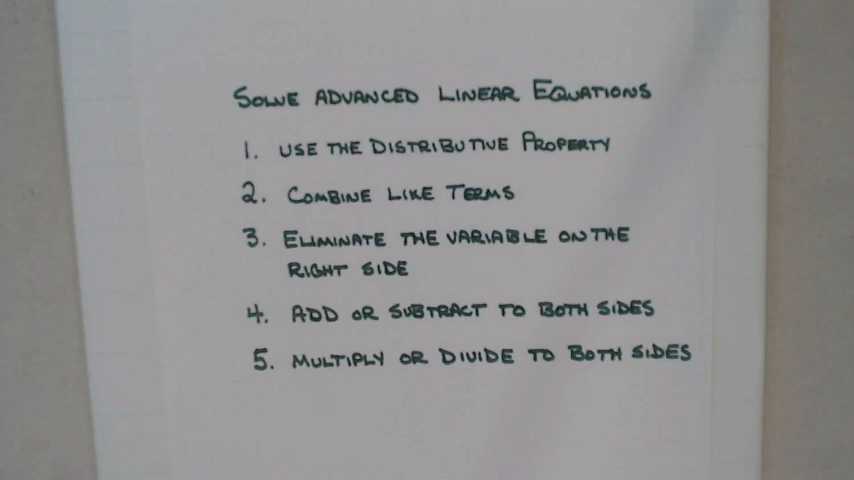 SOLVE ADVANCED LINEAR EQUATIONS
1. USE THE DISTRIBUTIVE PROPERTY
2. COMBINE LIKE TERMS
3. ELIMINATE THE VARIABLE ON THE
RIGHT SIDE
4. ADD OR SUBTRACT TO BOTH SIDES
5. MULTIPLY OR DIVIDE TO BOTH SIDES